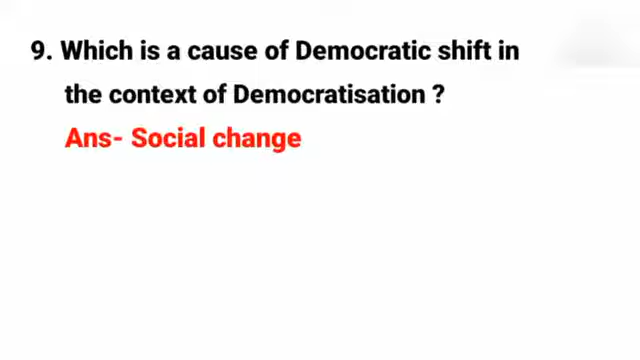 9. Which is a cause of Democratic shift in
the context of Democratisation ?
Ans- Social change